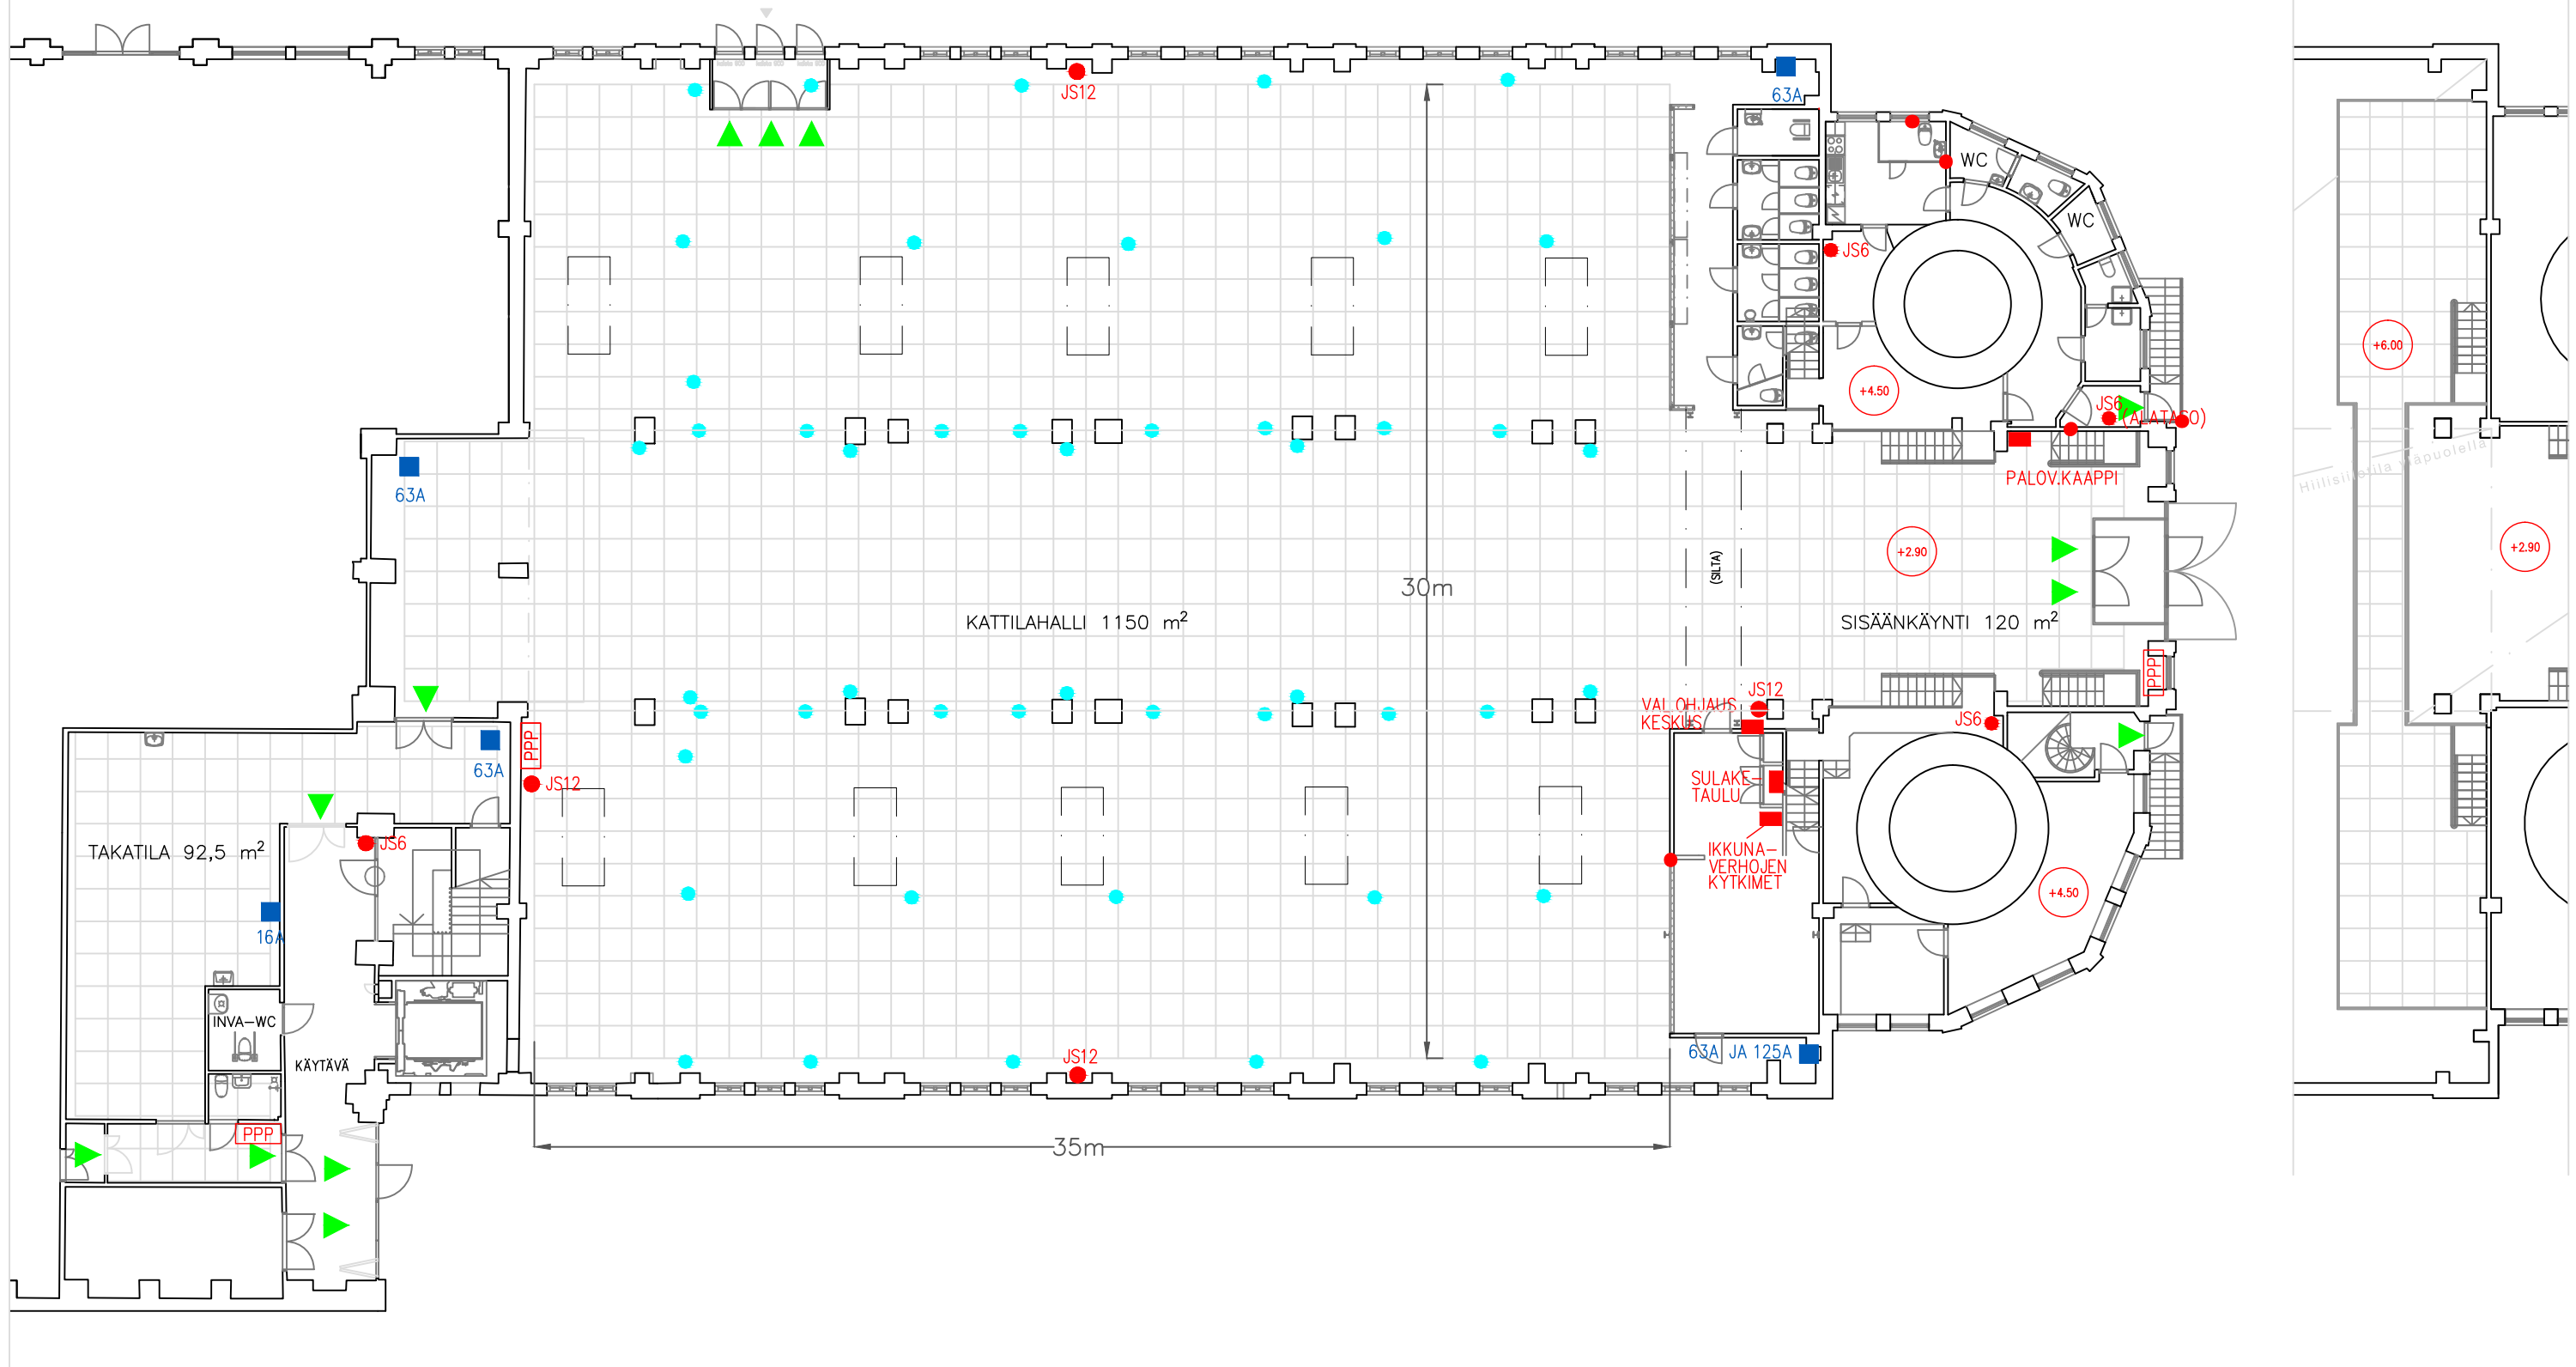 JS12
63A
WC
WC
JS6
+6.00
+4.50
JS6
(ALATASO)
PALOV.KAAPPI
63A
+2.90
+2.90
(SILTA)
30m
KATTILAHALLI 1150 m²
SISÄÄNKÄYNTI 120 m²
PPP
JS12
VALOHJAUS
KESKUS
JS6
63A
PPP
JS12
SULAKE-
TAULU
JS6
TAKATILA 92,5 m²
IKKUNA-
VERHOJEN
KYTKIMET
+4.50
16A
INVA-WC
KÄYTÄVÄ
JS12
63A JA 125A
PPP
35m